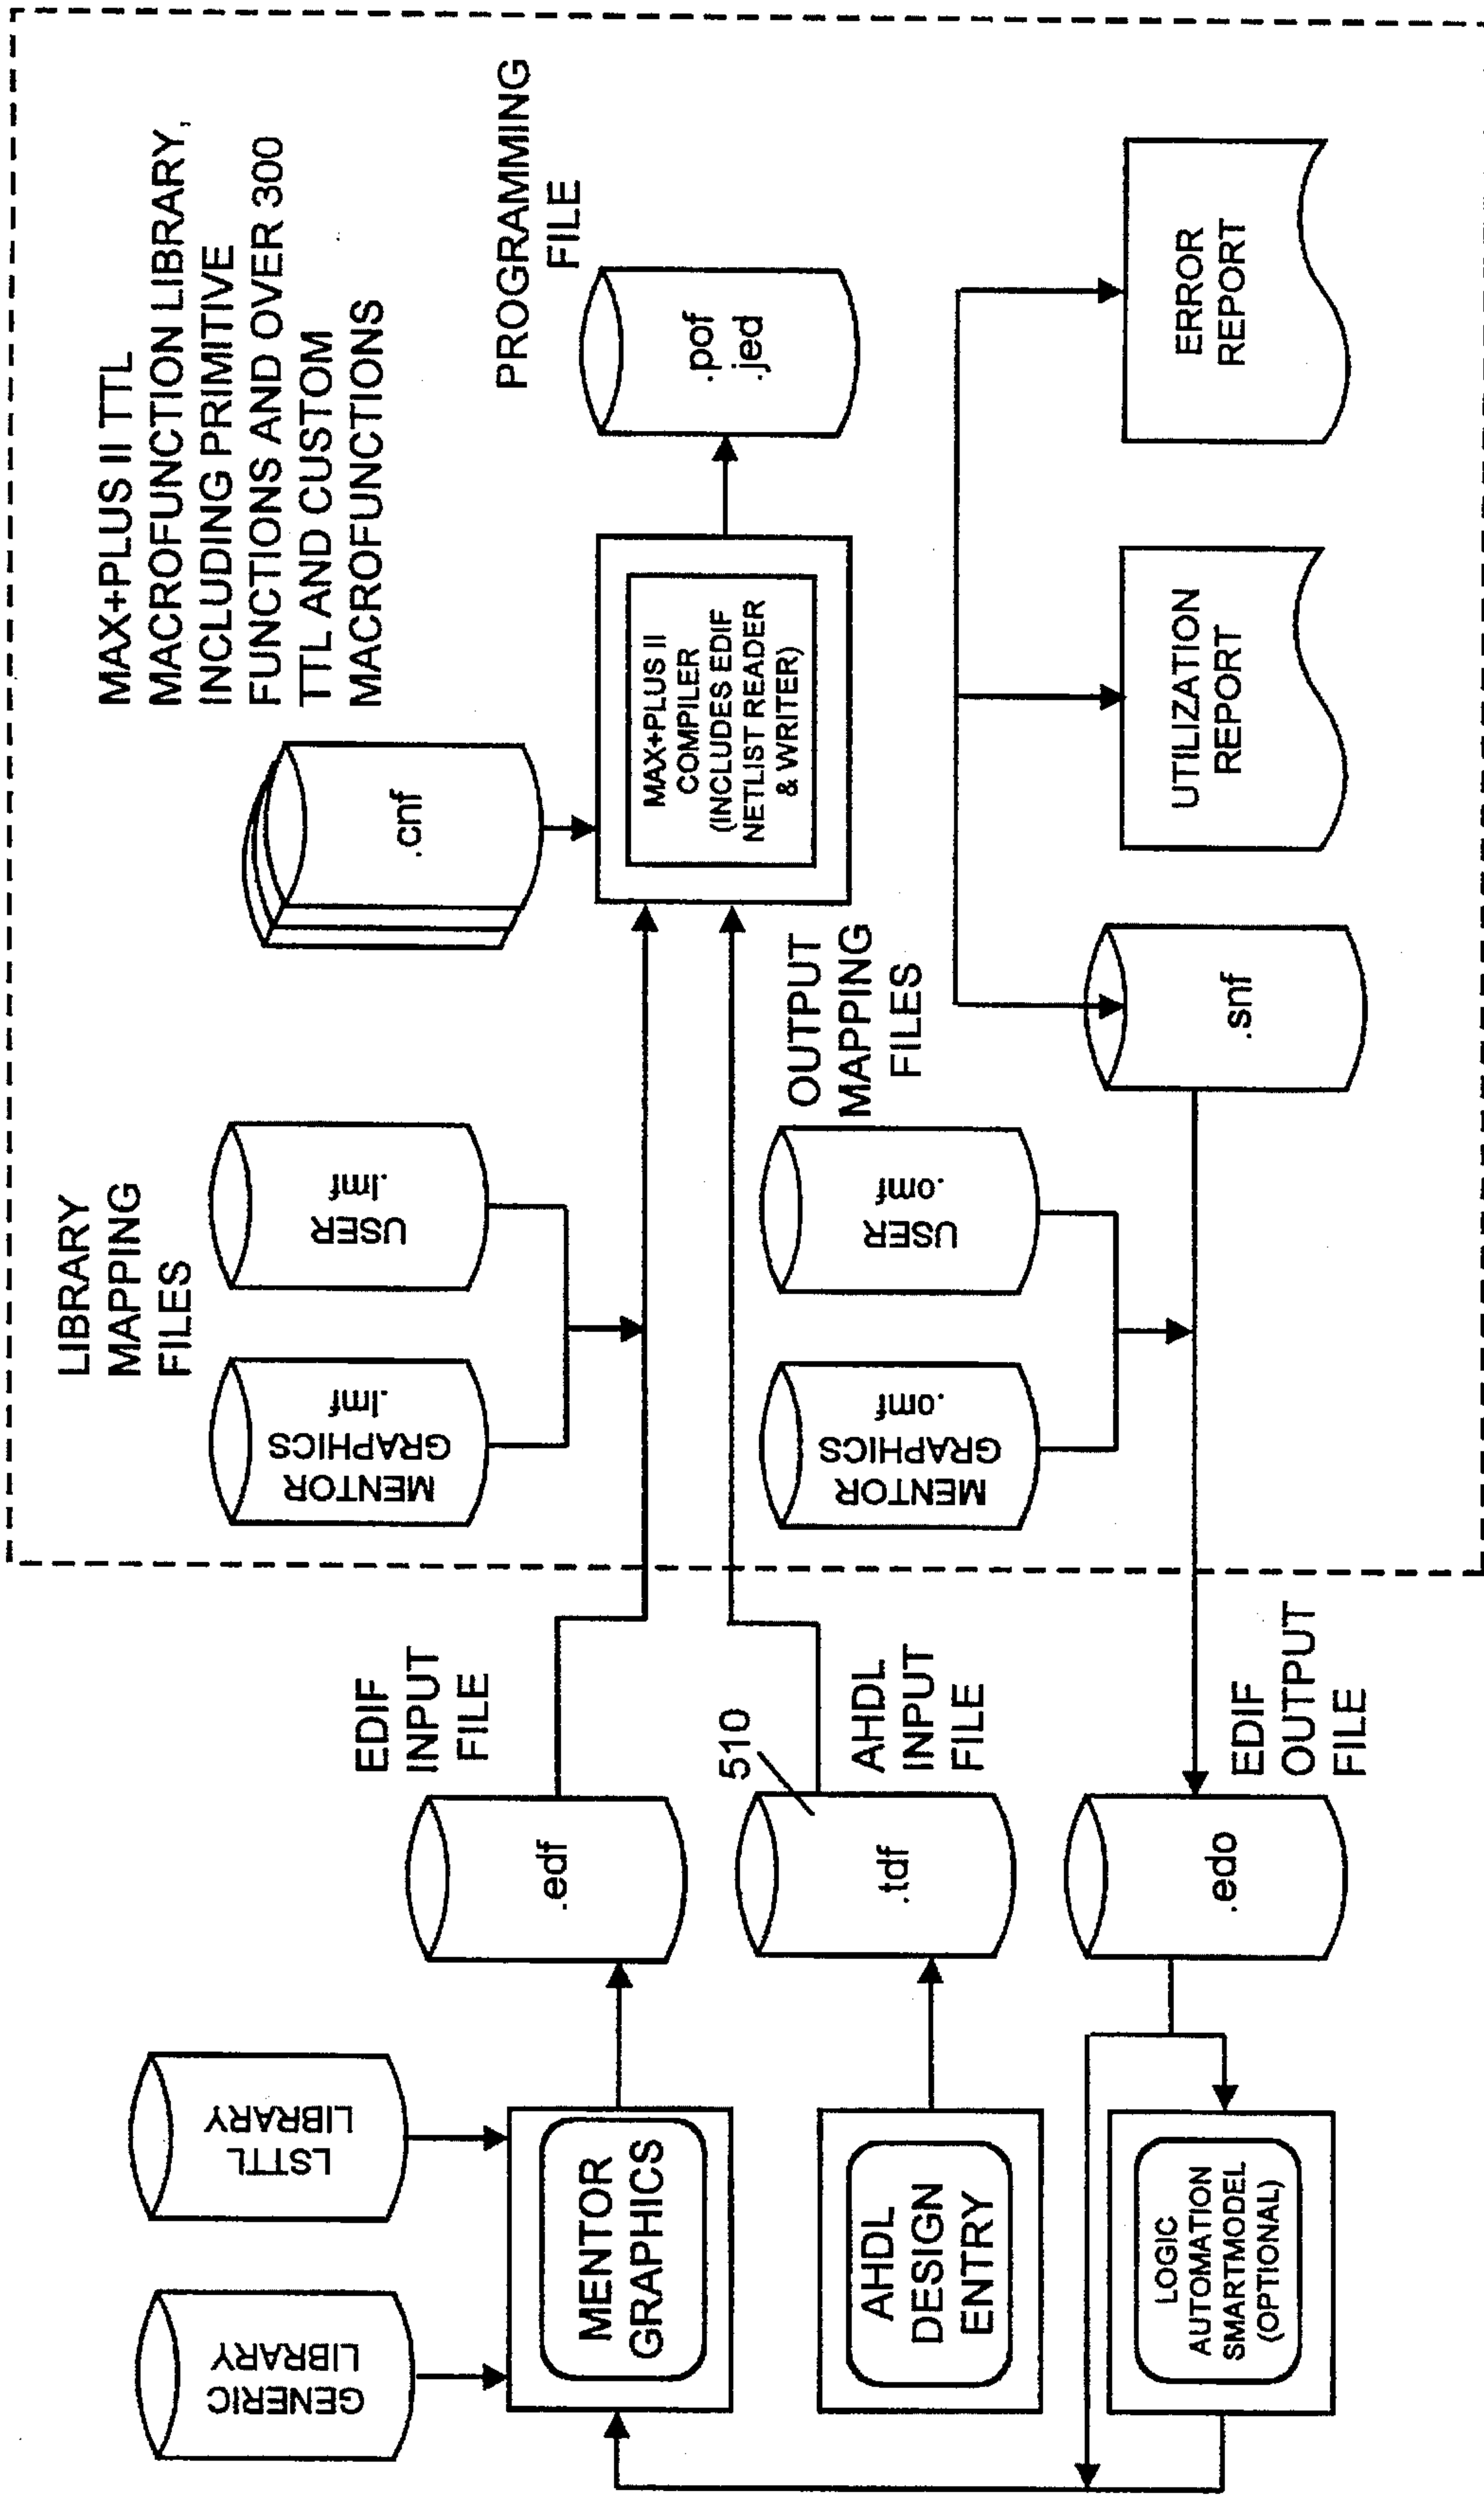 GENERIC
LIBRARY
LSTTL
LIBRARY
MENTOR
GRAPHICS
EDIF
INPUT
FILE
.edf
AHDL
DESIGN
ENTRY
510
AHDL
INPUT
FILE
.tdf
LOGIC
AUTOMATION
SMARTMODEL
(OPTIONAL)
.edo
EDIF
OUTPUT
FILE
LIBRARY
MAPPING
FILES
MENTOR
GRAPHICS
.lmf
USER
.lmf
MAX+PLUS II TTL
MACROFUNCTION LIBRARY,
INCLUDING PRIMITIVE
FUNCTIONS AND OVER 300
TTL AND CUSTOM
MACROFUNCTIONS
.cnf
MAX+PLUS II
COMPILER
(INCLUDES EDIF
NETLIST READER
& WRITER)
PROGRAMMING
FILE
.pof
.jed
OUTPUT
MAPPING
FILES
MENTOR
GRAPHICS
.omf
USER
.omf
.snf
UTILIZATION
REPORT
ERROR
REPORT